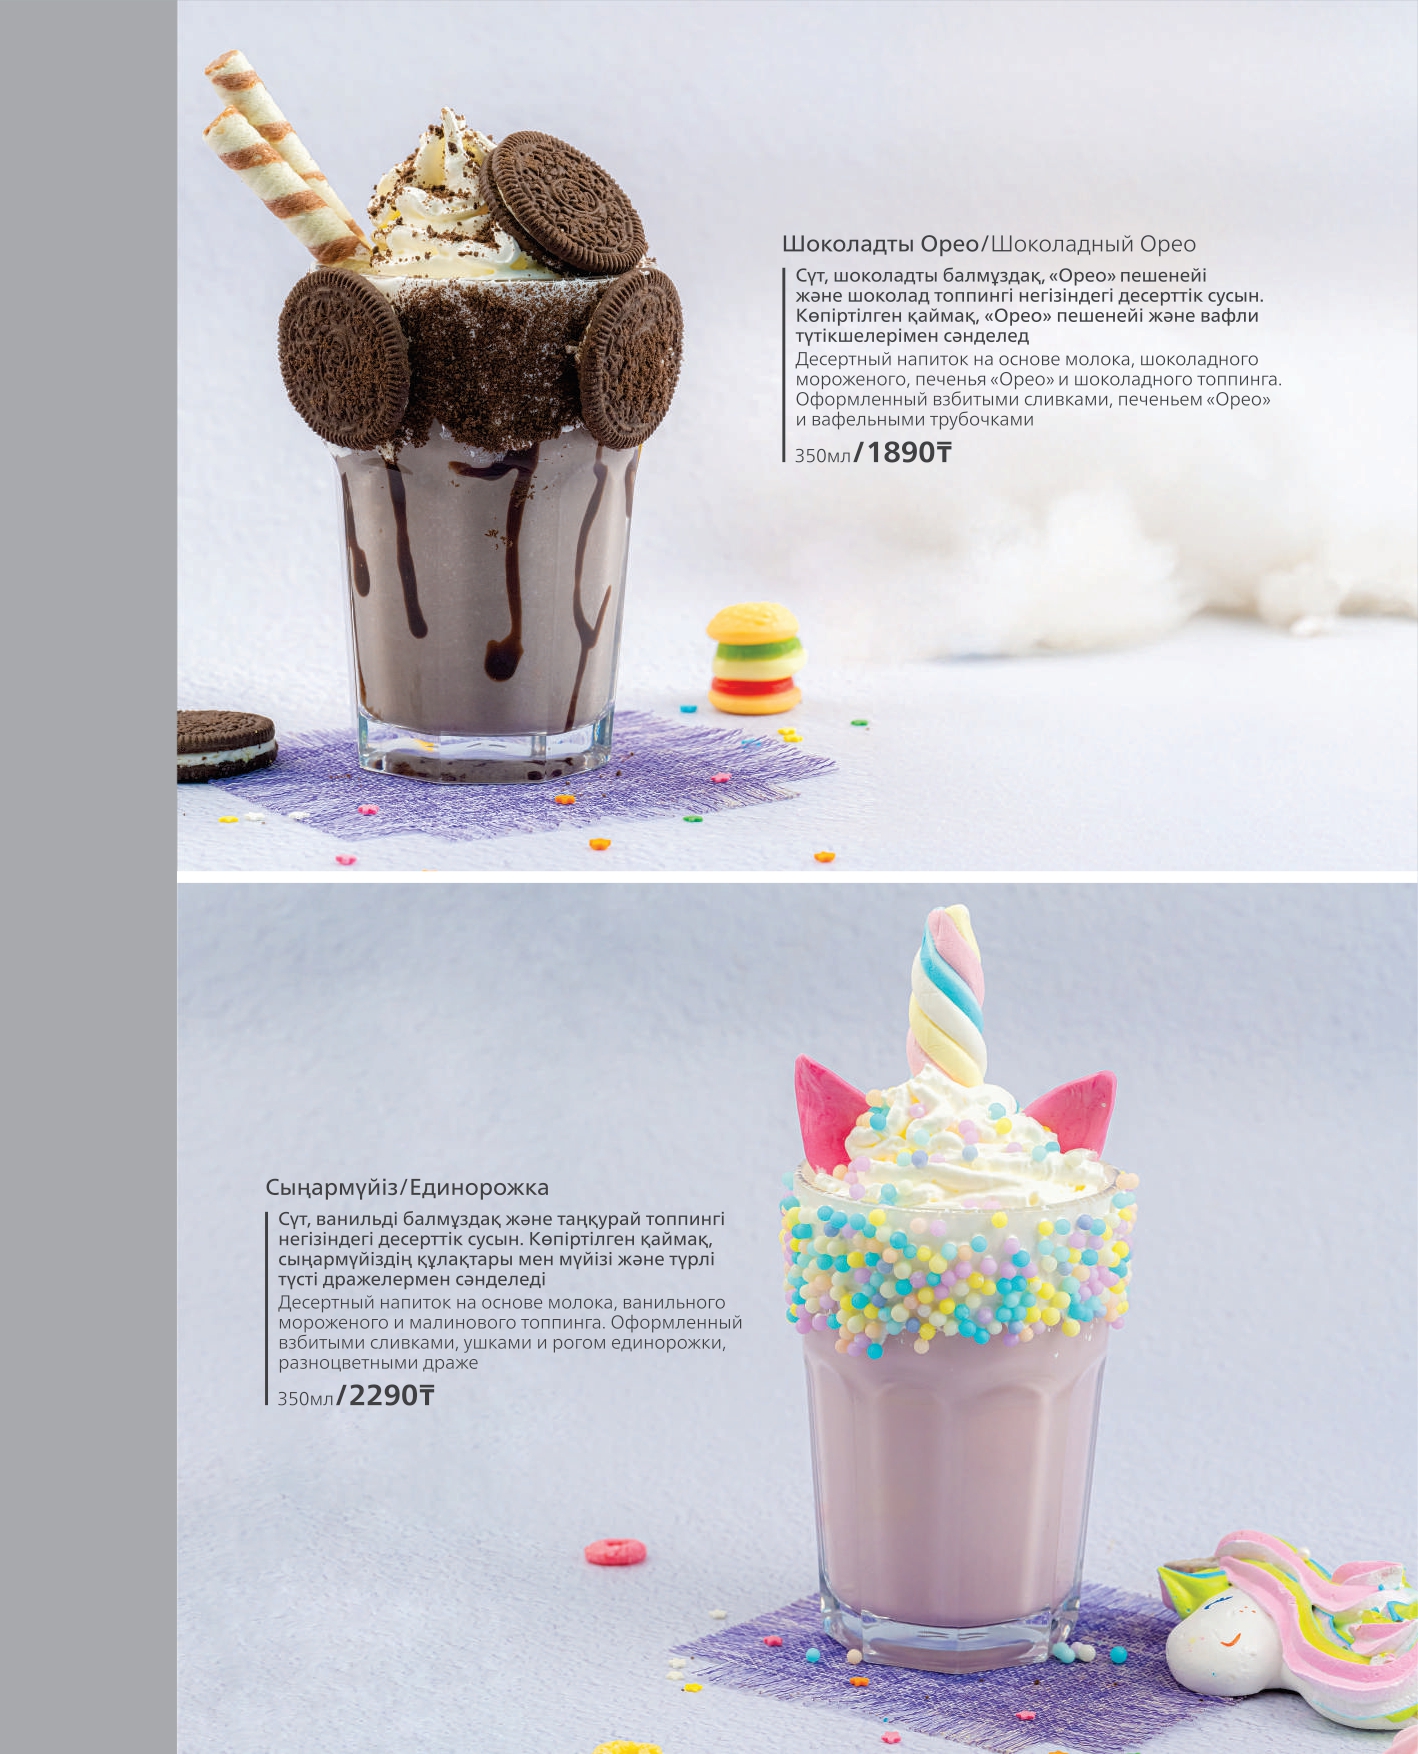 Шоколадты Орео/Шоколадный Орео
Сүт, шоколадты балмұздақ, «Орео» пешенейі
және шоколад топпингі негізіндегі десерттік сусын.
Көпіртілген қаймақ, «Орео» пешенейі және вафли
түтікшелерімен сәнделед
Десертный напиток на основе молока, шоколадного
мороженого, печенья «Орео» и шоколадного топпинга.
Оформленный взбитыми сливками, печеньем «Орео»
и вафельными трубочками
350мл/1890₸
Сыңармүйіз/Единорожка
Сүт, ванильді балмұздақ және таңқурай топпингі
негізіндегі десерттік сусын. Көпіртілген қаймақ,
сыңармүйіздің құлақтары мен мүйізі және түрлі
түсті дражелермен сәнделеді
Десертный напиток на основе молока, ванильного
мороженого и малинового топпинга. Оформленный
взбитыми сливками, ушками и рогом единорожки,
разноцветными драже
350мл/2290₸